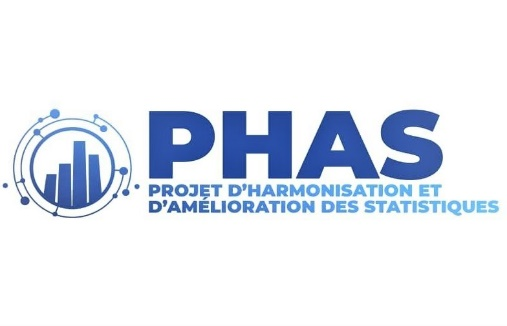 PHAS
PROJET D'HARMONISATION ET
D'AMÉLIORATION DES STATISTIQUES